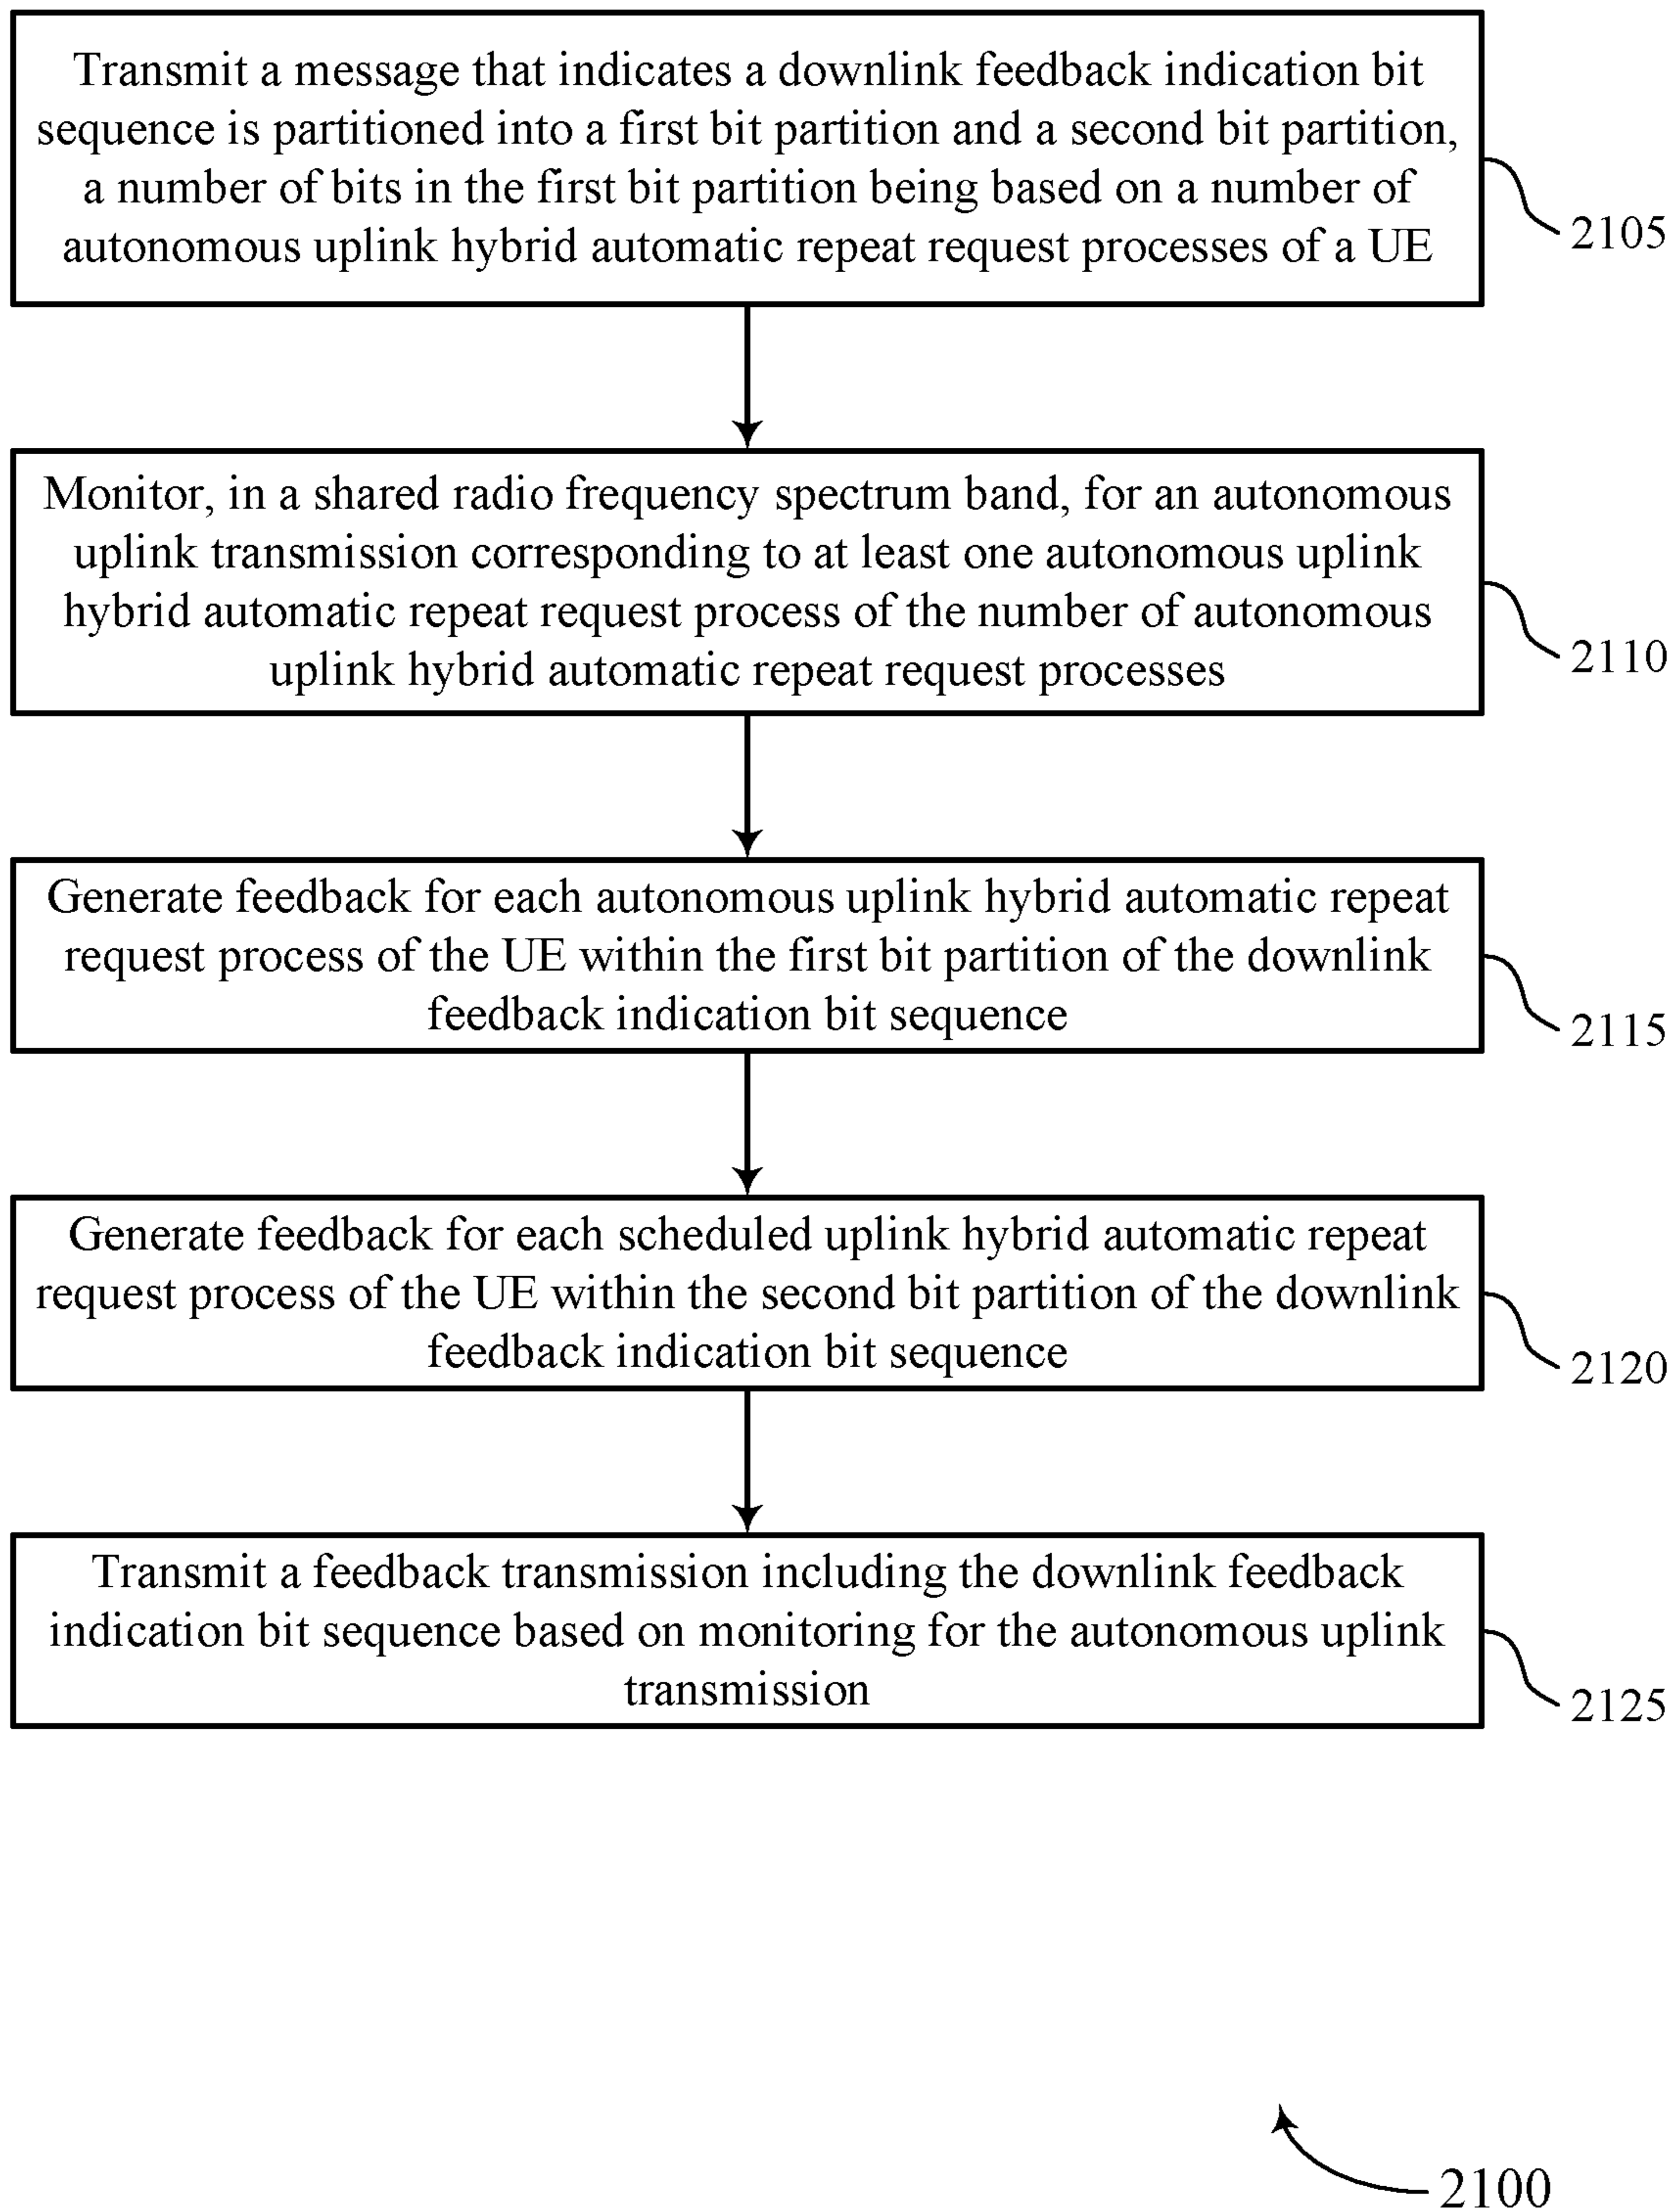 Transmit a message that indicates a downlink feedback indication bit
sequence is partitioned into a first bit partition and a second bit partition,
a number of bits in the first bit partition being based on a number of
autonomous uplink hybrid automatic repeat request processes of a UE
2105
Monitor, in a shared radio frequency spectrum band, for an autonomous
uplink transmission corresponding to at least one autonomous uplink
hybrid automatic repeat request process of the number of autonomous
uplink hybrid automatic repeat request processes
2110
Generate feedback for each autonomous uplink hybrid automatic repeat
request process of the UE within the first bit partition of the downlink
feedback indication bit sequence
2115
Generate feedback for each scheduled uplink hybrid automatic repeat
request process of the UE within the second bit partition of the downlink
feedback indication bit sequence
2120
Transmit a feedback transmission including the downlink feedback
indication bit sequence based on monitoring for the autonomous uplink
transmission
2125
2100